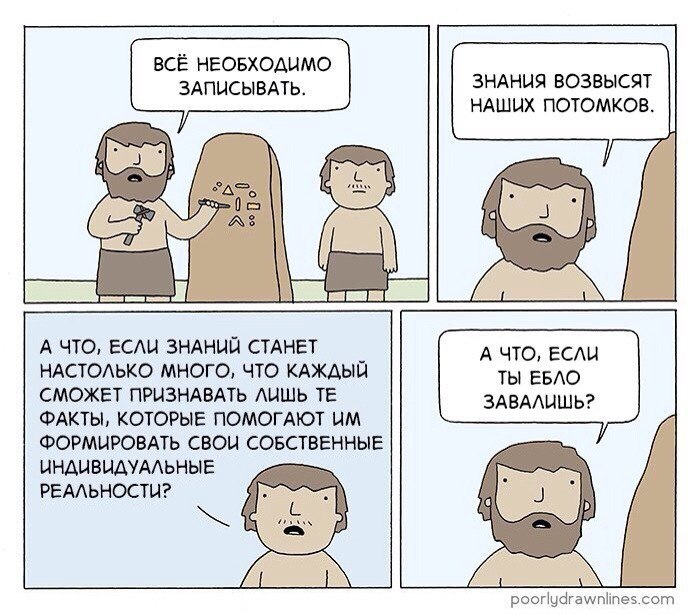 ВСЁ НЕОБХОДИМО
ЗАПИСЫВАТЬ.
ЗНАНИЯ ВОЗВЫСЯТ
НАШИХ ПОТОМКОВ.
А ЧТО, ЕСЛИ ЗНАНИЙ СТАНЕТ
НАСТОЛЬКО МНОГО, ЧТО КАЖДЫЙ
СМОЖЕТ ПРИЗНАВАТЬ ЛИШЬ ТЕ
ФАКТЫ, КОТОРЫЕ ПОМОГАЮТ ИМ
ФОРМИРОВАТЬ СВОИ СОБСТВЕННЫЕ
ИНДИВИДУАЛЬНЫЕ
РЕАЛЬНОСТИ?
А ЧТО, ЕСЛИ
ТЫ ЕБЛО
ЗАВАЛИШЬ?
poorlydrawnlines.com